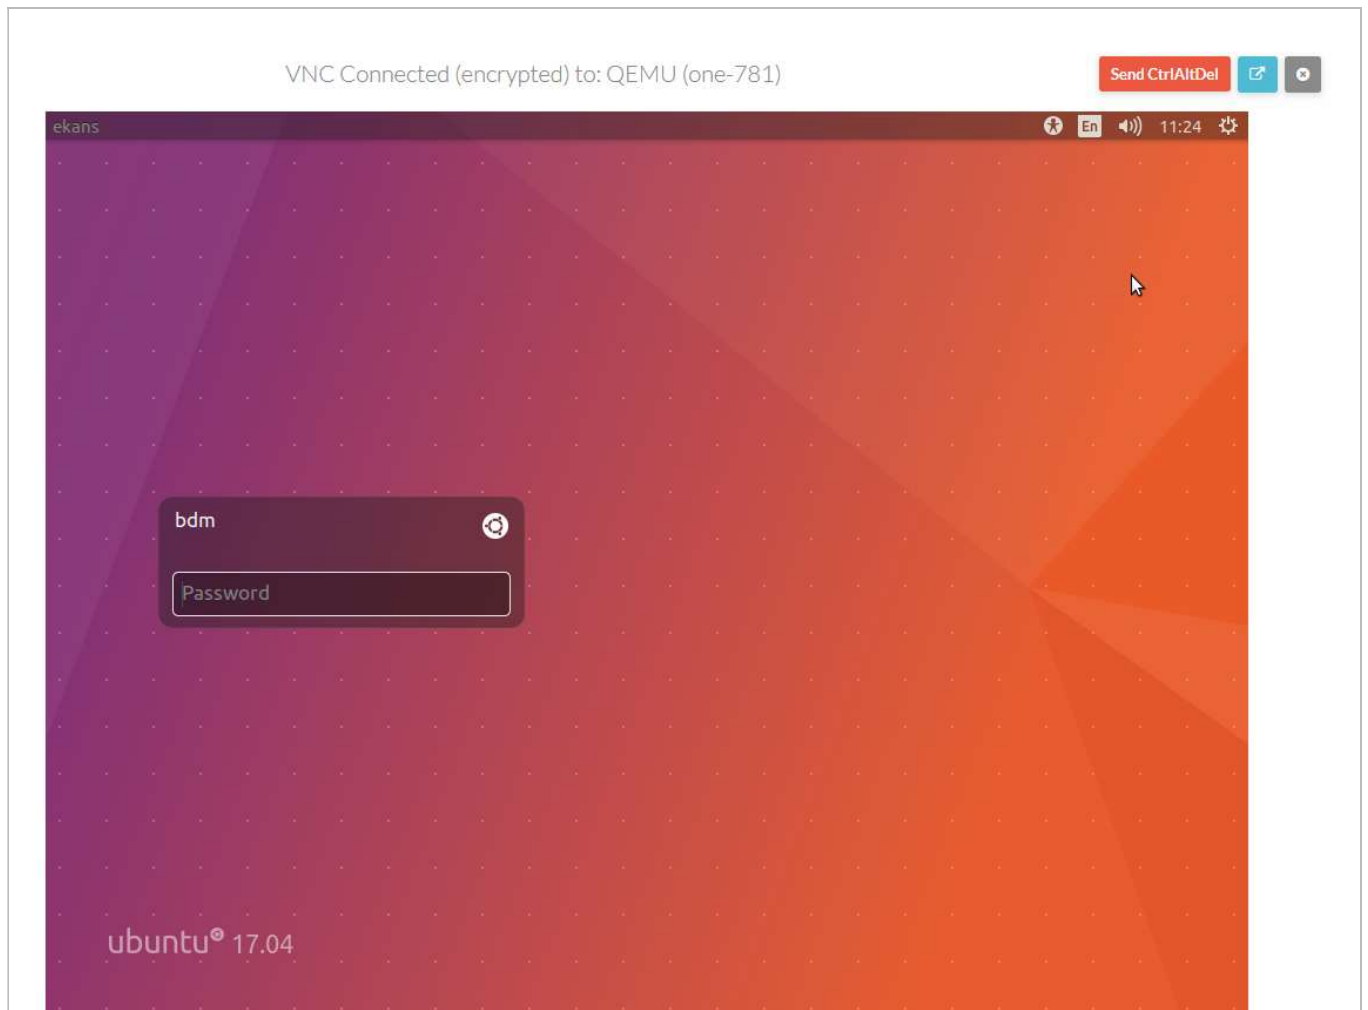 VNC Connected (encrypted) to: QEMU (one-781)
Send CtrlAltDel
ekans
En
11:24
bdm
Password
ubuntu 17.04